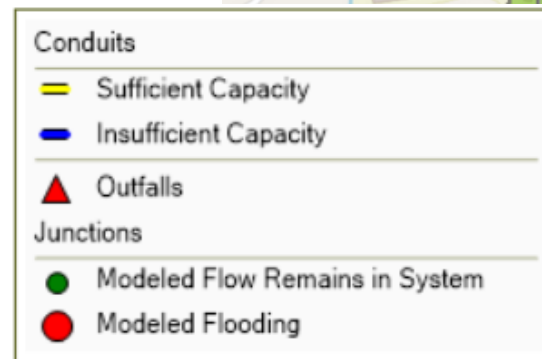 Conduits
Sufficient Capacity
Insufficient Capacity
Outfalls
Junctions
Modeled Flow Remains in System
Modeled Flooding